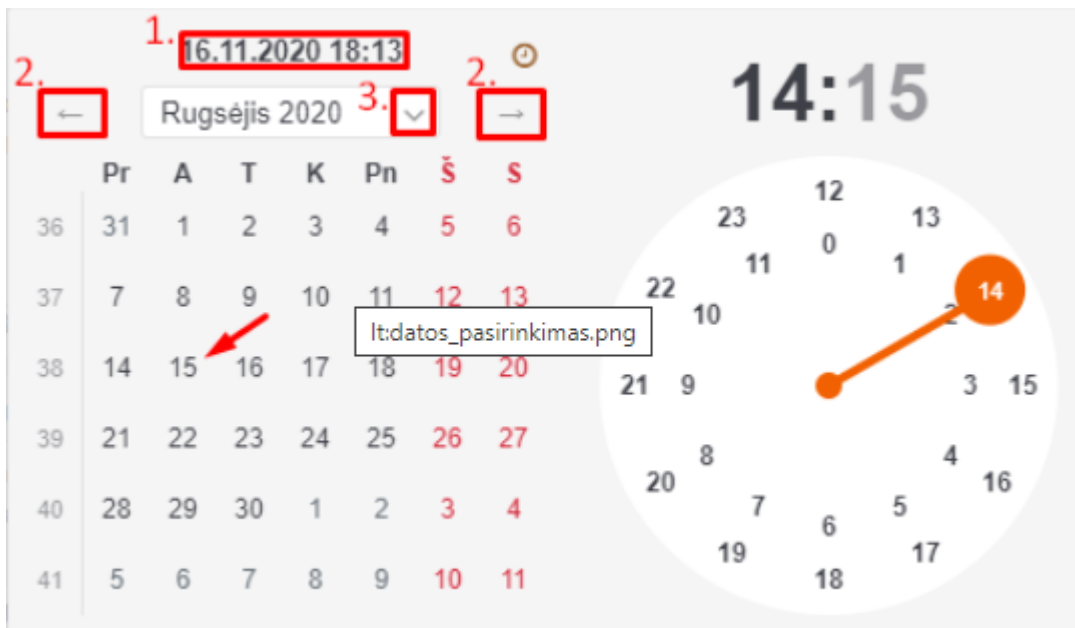 1. 16.11.2020 18:13
2. ← Rugsėjis 2020 3. 2. →
Pr A T K Pn Š S
36 31 1 2 3 4 5 6
37 7 8 9 10 11 12 13
38 14 15 16 17 18 19 20
39 21 22 23 24 25 26 27
40 28 29 30 1 2 3 4
41 5 6 7 8 9 10 11
lt:datos_pasirinkimas.png
14:15
12
23 13
0
11 1
22 14
10 2
21 9 3 15
8 4
20 16
7 5
6
19 17
18